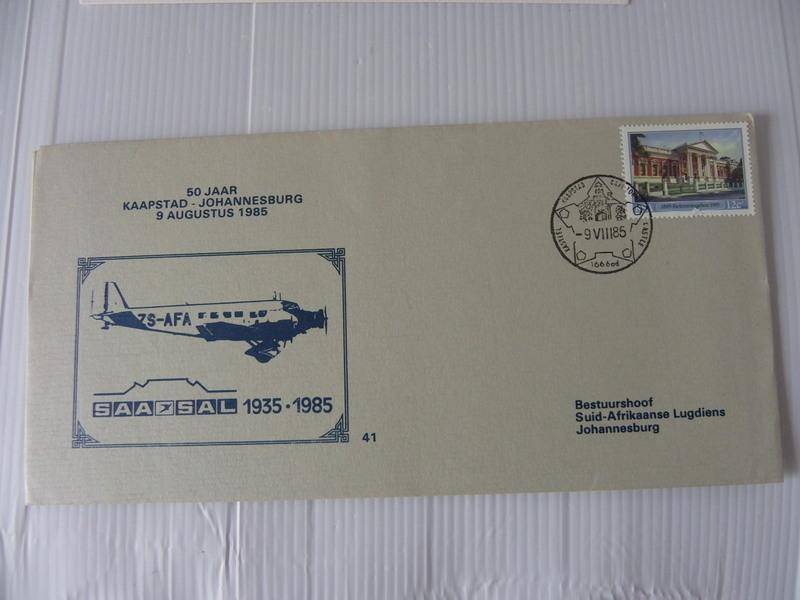 50 JAAR
KAAPSTAD - JOHANNESBURG
9 AUGUSTUS 1985
12c
KAAPSTAD
-9 VIII 85
ZS-AFA
SAA SAL 1935 · 1985
41
Bestuurshoof
Suid-Afrikaanse Lugdiens
Johannesburg